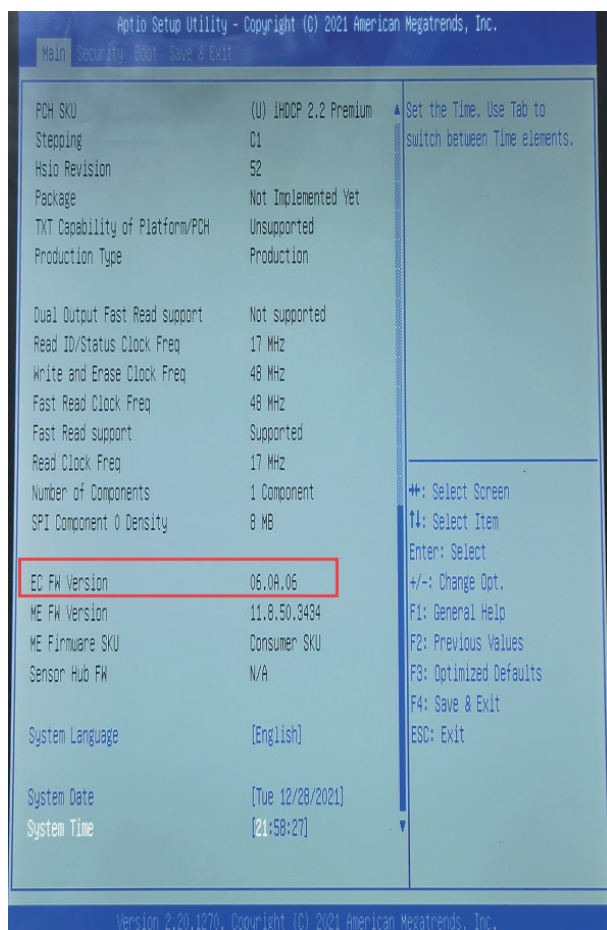 Aptio Setup Utility - Copyright (C) 2021 American Megatrends, Inc.
Main Security Boot Save & Exit
PCH SKU (U) iHDCP 2.2 Premium
Stepping C1
Hsio Revision 52
Package Not Implemented Yet
TXT Capability of Platform/PCH Unsupported
Production Type Production
Dual Output Fast Read support Not supported
Read ID/Status Clock Freq 17 MHz
Write and Erase Clock Freq 48 MHz
Fast Read Clock Freq 48 MHz
Fast Read support Supported
Read Clock Freq 17 MHz
Number of Components 1 Component
SPI Component 0 Density 8 MB
EC FW Version 06.0A.06
ME FW Version 11.8.50.3434
ME Firmware SKU Consumer SKU
Sensor Hub FW N/A
System Language [English]
System Date [Tue 12/28/2021]
System Time [21:58:27]
Set the Time. Use Tab to
switch between Time elements.
→←: Select Screen
↑↓: Select Item
Enter: Select
+/-: Change Opt.
F1: General Help
F2: Previous Values
F3: Optimized Defaults
F4: Save & Exit
ESC: Exit
Version 2.20.1270. Copyright (C) 2021 American Megatrends, Inc.